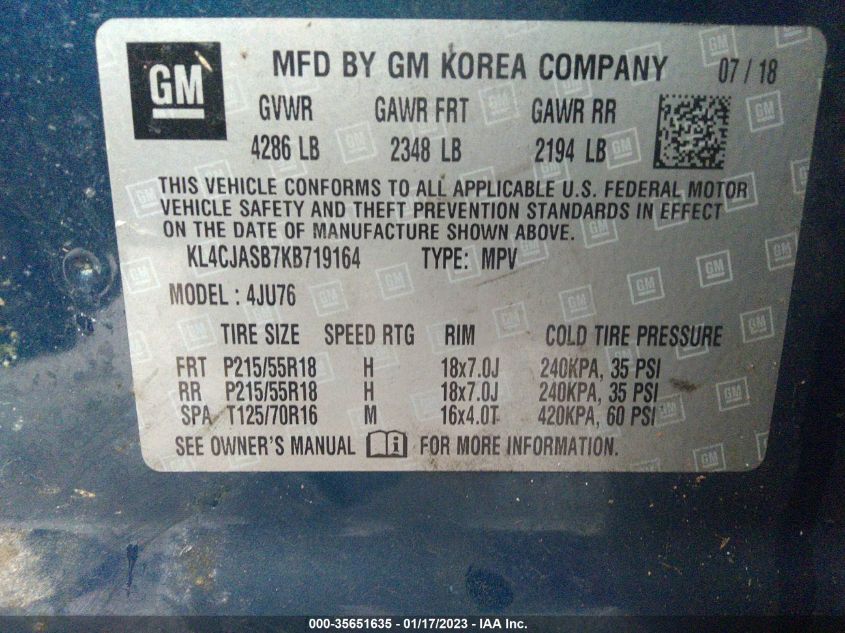 GM
MFD BY GM KOREA COMPANY 07 / 18
GVWR GAWR FRT GAWR RR
4286 LB 2348 LB 2194 LB
THIS VEHICLE CONFORMS TO ALL APPLICABLE U.S. FEDERAL MOTOR
VEHICLE SAFETY AND THEFT PREVENTION STANDARDS IN EFFECT
ON THE DATE OF MANUFACTURE SHOWN ABOVE.
KL4CJASB7KB719164 TYPE: MPV
MODEL : 4JU76
TIRE SIZE SPEED RTG RIM COLD TIRE PRESSURE
FRT P215/55R18 H 18x7.0J 240KPA, 35 PSI
RR P215/55R18 H 18x7.0J 240KPA, 35 PSI
SPA T125/70R16 M 16x4.0T 420KPA, 60 PSI
SEE OWNER'S MANUAL i FOR MORE INFORMATION.
000-35651635 - 01/17/2023 - IAA Inc.